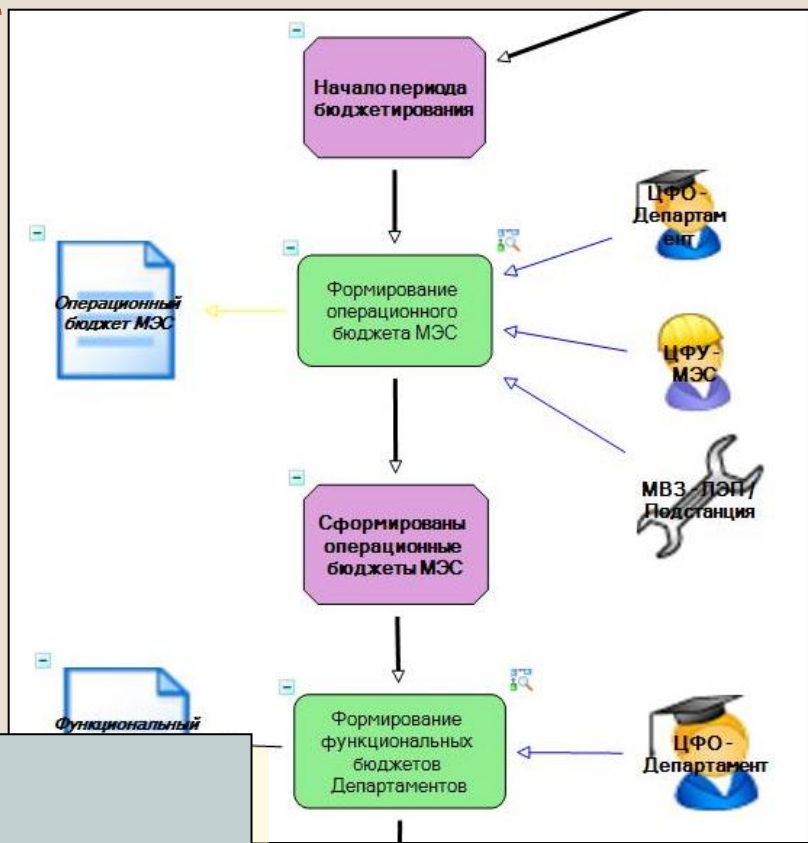 Начало периода
бюджетирования
ЦФО -
Департам
ент
Операционный
бюджет МЭС
Формирование
операционного
бюджета МЭС
ЦФУ -
МЭС
МВЗ - ЛЭП /
Подстанция
Сформированы
операционные
бюджеты МЭС
Функциональный
Формирование
функциональных
бюджетов
Департаментов
ЦФО -
Департамент